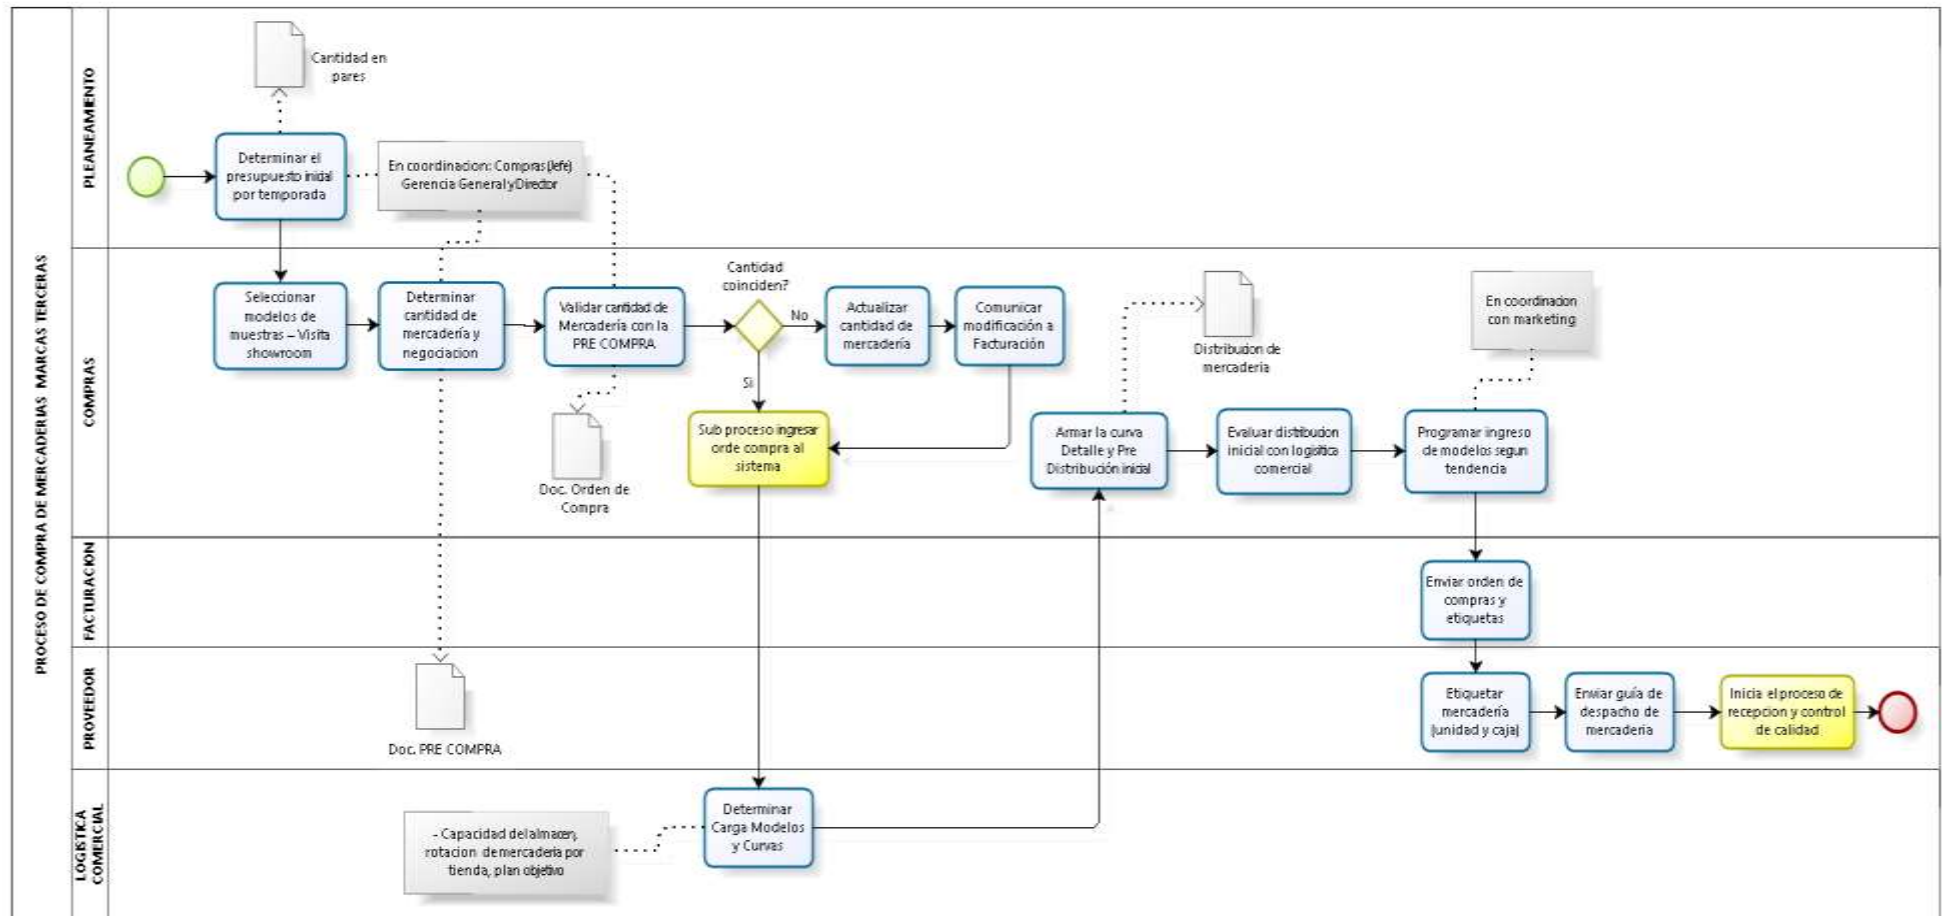 PROCESO DE COMPRA DE MERCADERIAS MARCAS TERCERAS
PLEANEAMIENTO
Cantidad en
pares
Determinar el
presupuesto inicial
por temporada
En coordinacion: Compras (Jefe)
Gerencia General y Director
COMPRAS
Seleccionar
modelos de
muestras – Visita
showroom
Determinar
cantidad de
mercadería y
negociacion
Validar cantidad de
Mercadería con la
PRE COMPRA
Cantidad
coinciden?
No
Si
Actualizar
cantidad de
mercadería
Comunicar
modificación a
Facturación
Doc. Orden de
Compra
Sub proceso ingresar
orde compra al
sistema
Distribucion de
mercadería
En coordinacion
con marketing
Armar la curva
Detalle y Pre
Distribución inicial
Evaluar distribucion
inicial con logisitica
comercial
Programar ingreso
de modelos segun
tendencia
FACTURACION
Enviar orden de
compras y
etiquetas
PROVEEDOR
Doc. PRE COMPRA
Etiquetar
mercadería
(unidad y caja)
Enviar guía de
despacho de
mercaderia
Inicia el proceso de
recepcion y control
de calidad
LOGISTICA
COMERCIAL
- Capacidad del almacen,
rotacion de mercaderia por
tienda, plan objetivo
Determinar
Carga Modelos
y Curvas